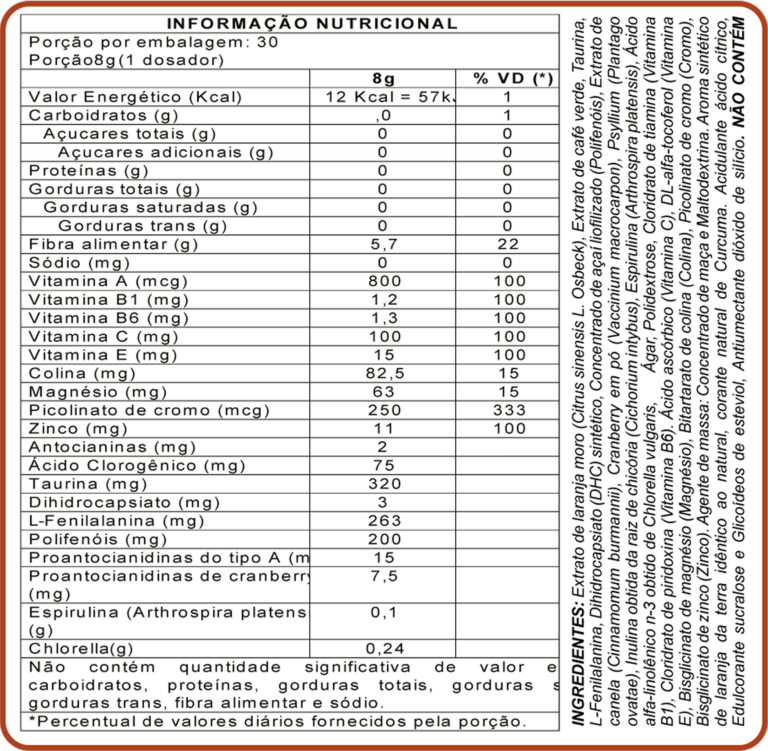 INFORMAÇÃO NUTRICIONAL
Porção por embalagem: 30
Porção8g(1 dosador)
8g % VD (*)
Valor Energético (Kcal) 12 Kcal = 57k
Carboidratos (g) ,0 1
Açucares totais (g) 0 0
Açucares adicionais (g) 0 0
Proteínas (g) 0 0
Gorduras totais (g) 0 0
Gorduras saturadas (g) 0 0
Gorduras trans (g) 0 0
Fibra alimentar (g) 5,7 22
Sódio (mg) 0 0
Vitamina A (mcg) 800 100
Vitamina B1 (mg) 1,2 100
Vitamina B6 (mg) 1,3 100
Vitamina C (mg) 100 100
Vitamina E (mg) 15 100
Colina (mg) 82,5 15
Magnésio (mg) 63 15
Picolinato de cromo (mcg) 250 333
Zinco (mg) 11 100
Antocianinas (mg) 2
Ácido Clorogênico (mg) 75
Taurina (mg) 320
Dihidrocapsiato (mg) 3
L-Fenilalanina (mg) 263
Polifenóis (mg) 200
Proantocianidinas do tipo A (m 15
Proantocianidinas de cranberry 7,5
(mg)
Espirulina (Arthrospira platens 0,1
(g)
Chlorella(g) 0,24
Não contém quantidade significativa de valor e
carboidratos, proteínas, gorduras totais, gorduras s
gorduras trans, fibra alimentar e sódio.
*Percentual de valores diários fornecidos pela porção.
INGREDIENTES: Extrato de laranja moro (Citrus sinensis L. Osbeck), Extrato de café verde, Taurina,
L-Fenilalanina, Dihidrocapsiato (DHC) sintético, Concentrado de açaí liofilizado (Polifenóis), Extrato de
canela (Cinnamomum burmannii), Cranberry em pó (Vaccinium macrocarpon), Psyllium (Plantago
ovatae), Inulina obtida da raiz de chicória (Cichorium intybus), Espirulina (Arthrospira platensis), Ácido
alfa-linolênico n-3 obtido de Chlorella vulgaris, Ágar, Polidextrose, Cloridrato de tiamina (Vitamina
B1), Cloridrato de piridoxina (Vitamina B6). Ácido ascórbico (Vitamina C), DL-alfa-tocoferol (Vitamina
E), Bisglicinato de magnésio (Magnésio), Bitartarato de colina (Colina), Picolinato de cromo (Cromo),
Bisglicinato de zinco (Zinco). Agente de massa: Concentrado de maça e Maltodextrina. Aroma sintético
de laranja da terra idêntico ao natural, corante natural de Curcuma. Acidulante ácido cítrico,
Edulcorante sucralose e Glicoídeos de esteviol, Antiumectante dióxido de silício. NÃO CONTÉM